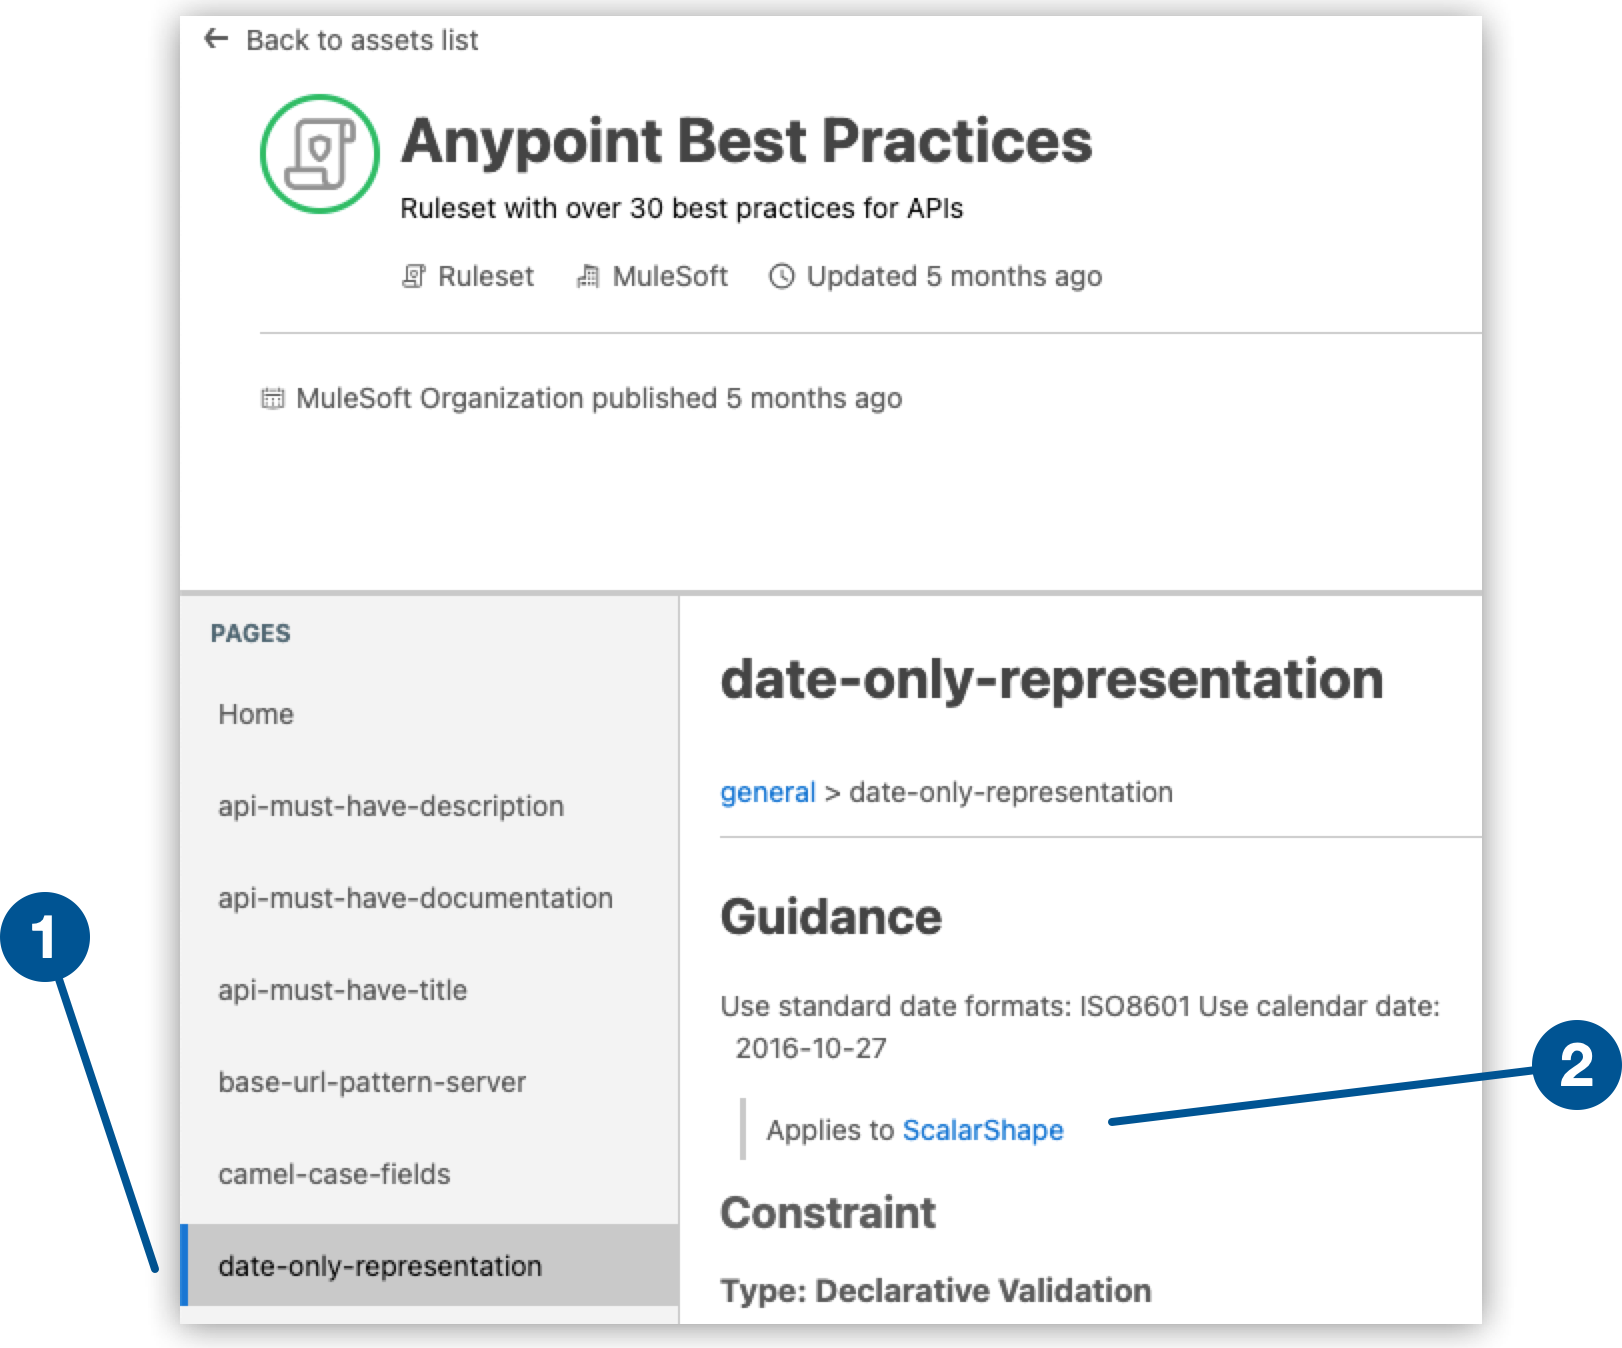 Back to assets list
Anypoint Best Practices
Ruleset with over 30 best practices for APIs
Ruleset MuleSoft Updated 5 months ago
MuleSoft Organization published 5 months ago
PAGES
Home
api-must-have-description
api-must-have-documentation
api-must-have-title
base-url-pattern-server
camel-case-fields
date-only-representation
date-only-representation
general > date-only-representation
Guidance
Use standard date formats: ISO8601 Use calendar date:
2016-10-27
Applies to ScalarShape
Constraint
Type: Declarative Validation
1
2